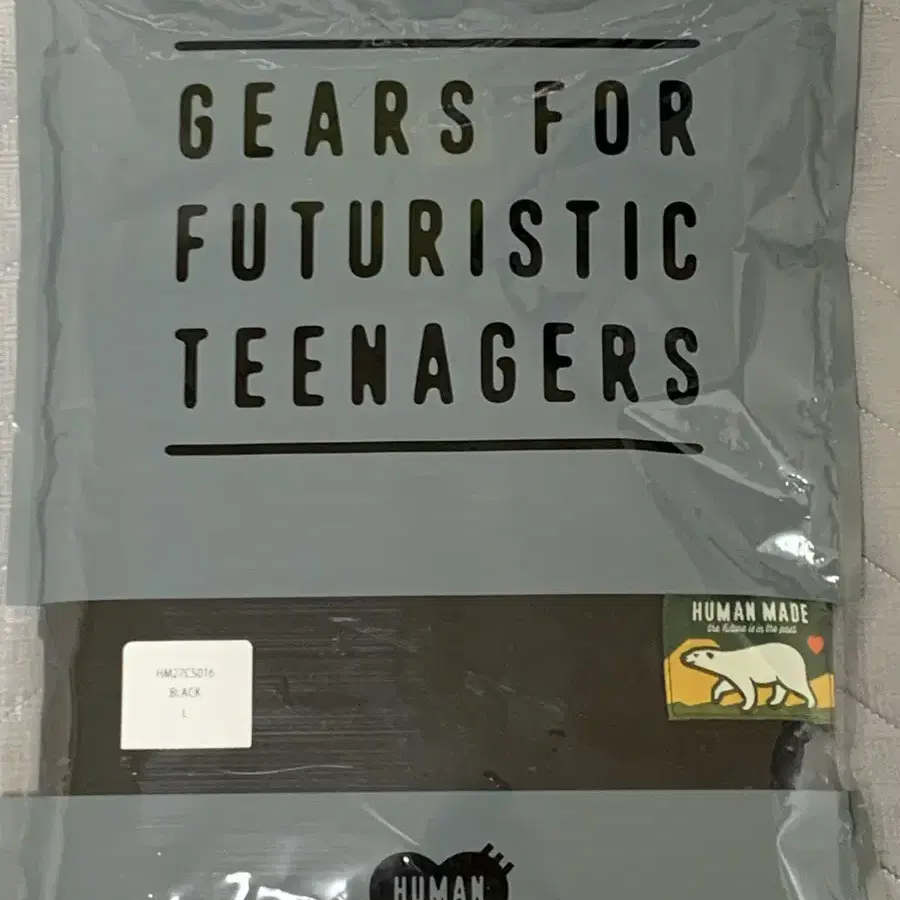 GEARS FOR
FUTURISTIC
TEENAGERS
HUMAN MADE
the future is in the past
HM27CS016
BLACK
L
HUMAN